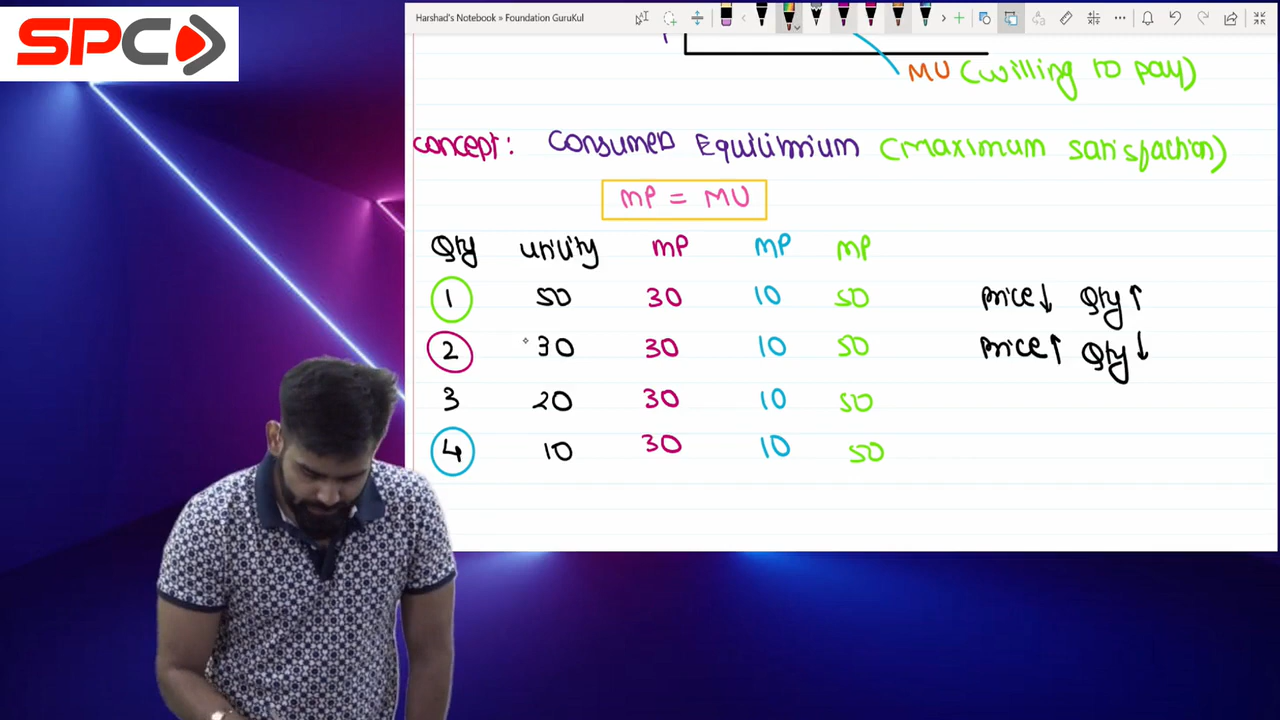 SPC
Harshad's Notebook » Foundation GuruKul
MU (willing to pay)
concept: Consumer Equilibrium (Maximum satisfaction)
MP = MU
Qty utility MP MP MP
1 50 30 10 50 price↓ Qty↑
2 30 30 10 50 price↑ Qty↓
3 20 30 10 50
4 10 30 10 50